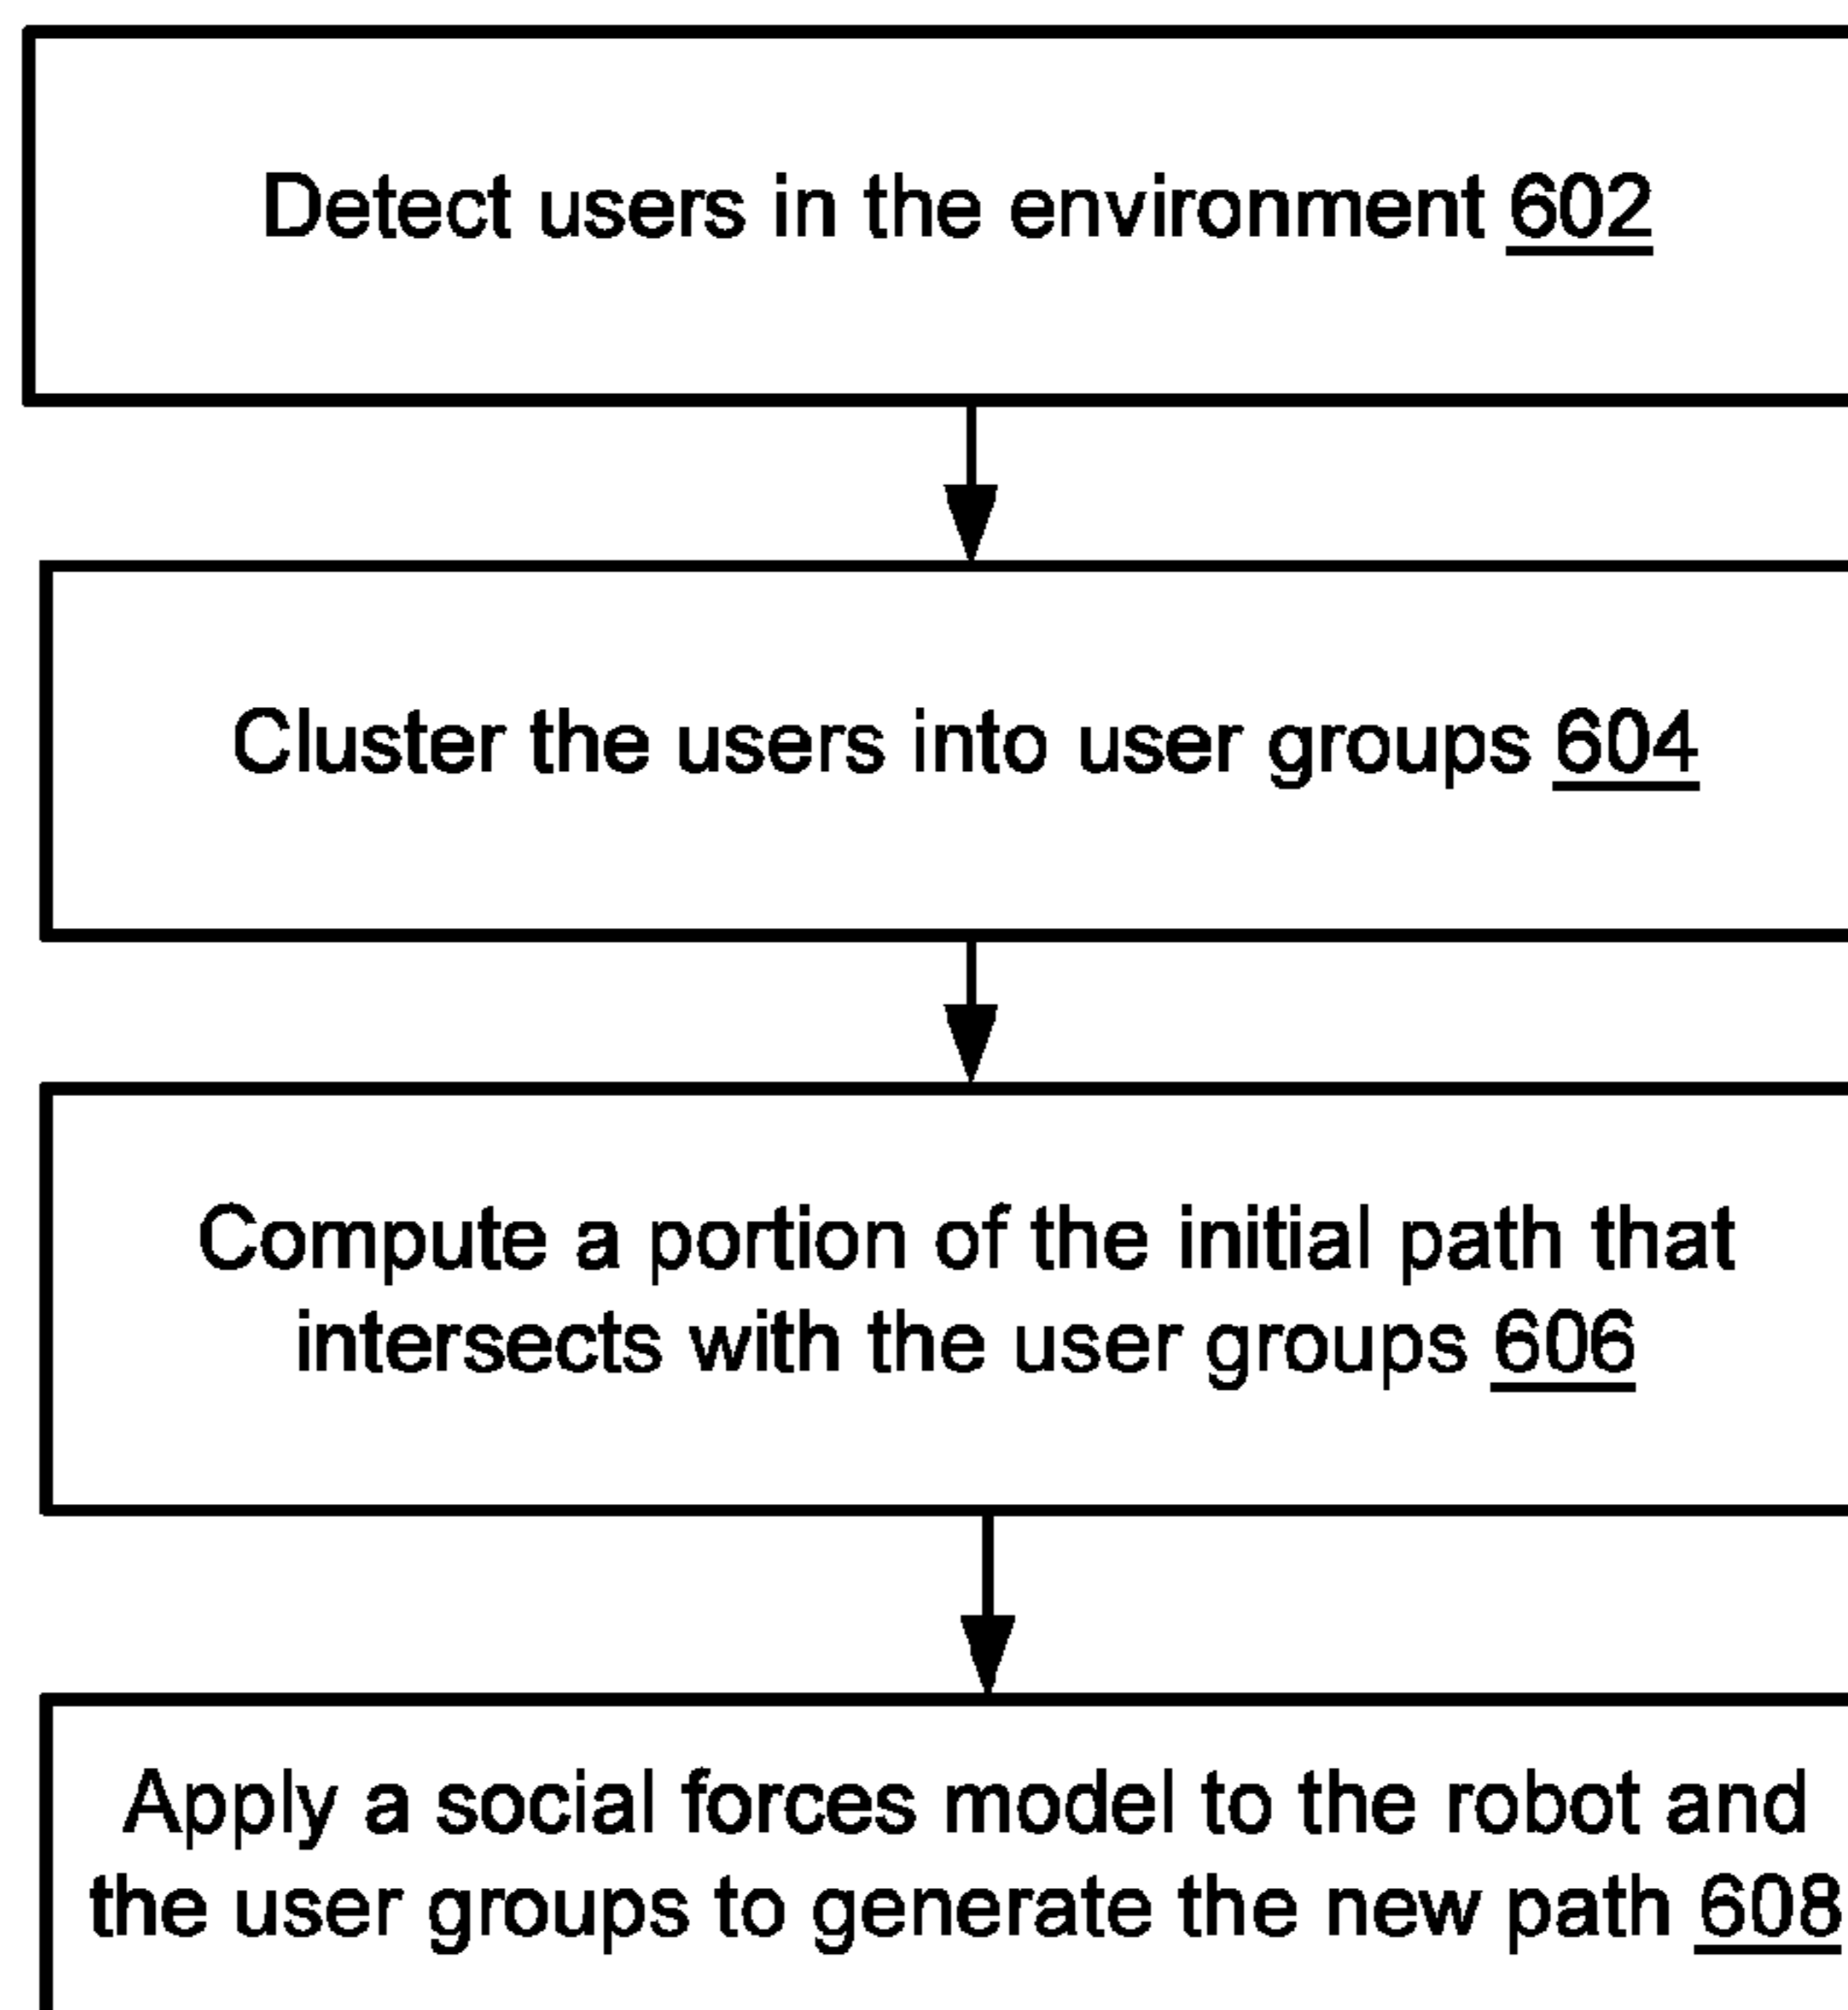 Detect users in the environment 602
Cluster the users into user groups 604
Compute a portion of the initial path that
intersects with the user groups 606
Apply a social forces model to the robot and
the user groups to generate the new path 608